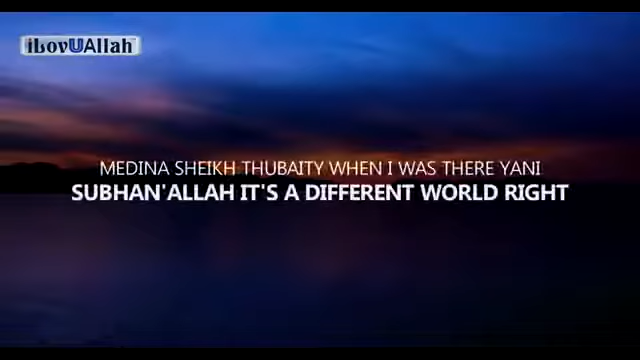 iLovUAllah
MEDINA SHEIKH THUBAITY WHEN I WAS THERE YANI
SUBHAN'ALLAH IT'S A DIFFERENT WORLD RIGHT